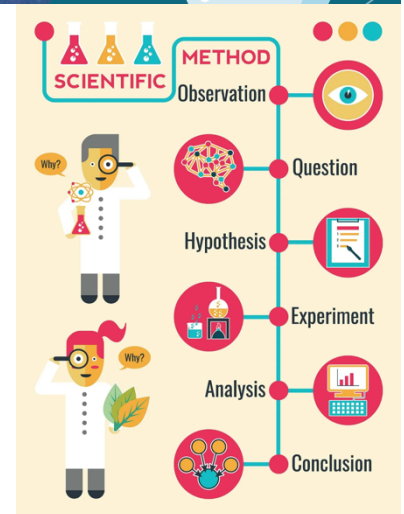 SCIENTIFIC
METHOD
Observation
Why?
Question
Hypothesis
Experiment
Why?
Analysis
Conclusion